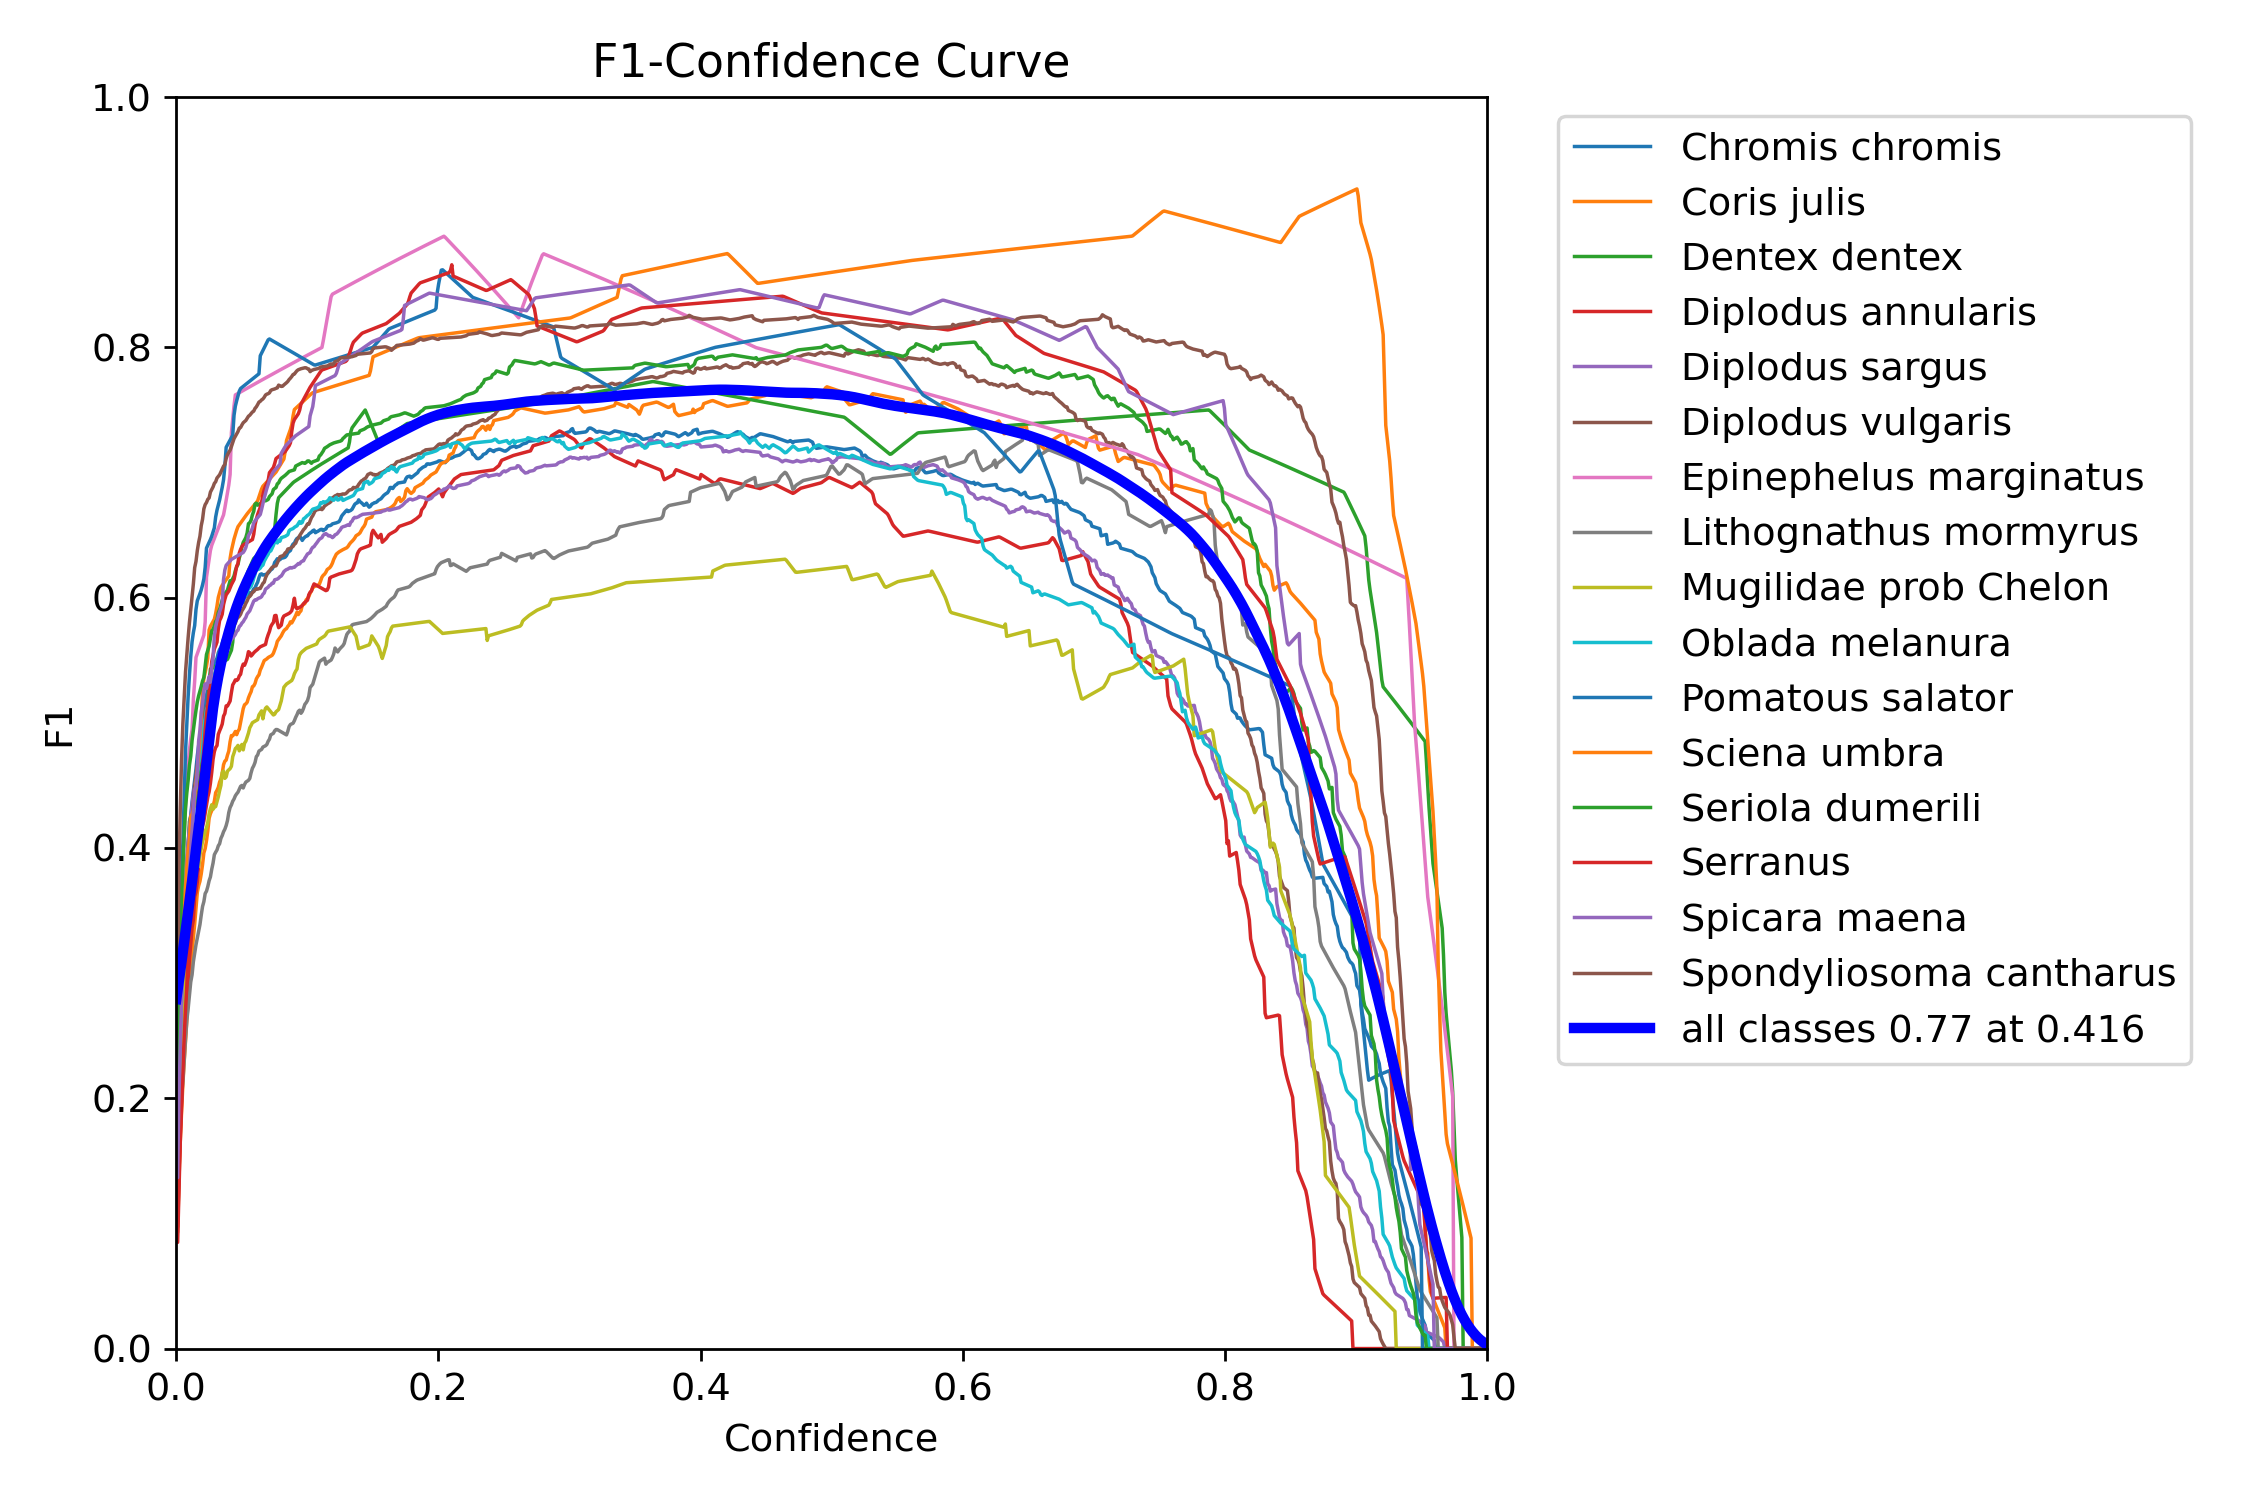 F1-Confidence Curve
1.0
0.8
0.6
0.4
0.2
0.0
F1
0.0 0.2 0.4 0.6 0.8 1.0
Confidence
Chromis chromis
Coris julis
Dentex dentex
Diplodus annularis
Diplodus sargus
Diplodus vulgaris
Epinephelus marginatus
Lithognathus mormyrus
Mugilidae prob Chelon
Oblada melanura
Pomatous salator
Sciena umbra
Seriola dumerili
Serranus
Spicara maena
Spondyliosoma cantharus
all classes 0.77 at 0.416